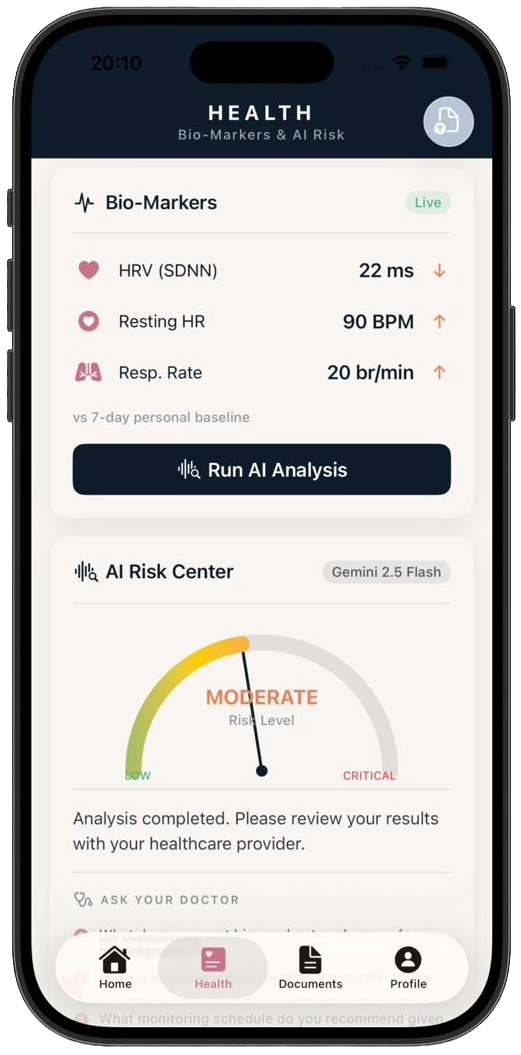 20:10
HEALTH
Bio-Markers & AI Risk
Bio-Markers
Live
HRV (SDNN)
22 ms
Resting HR
90 BPM
Resp. Rate
20 br/min
vs 7-day personal baseline
Run AI Analysis
AI Risk Center
Gemini 2.5 Flash
MODERATE
Risk Level
LOW
CRITICAL
Analysis completed. Please review your results
with your healthcare provider.
ASK YOUR DOCTOR
Home
Health
Documents
Profile
What monitoring schedule do you recommend given